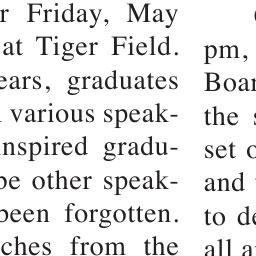 r Friday, May
at Tiger Field.
ears, graduates
various speak-
nspired gradu-
be other speak-
been forgotten.
ches from the
pm,
Boar
the s
set o
and
to de
all a